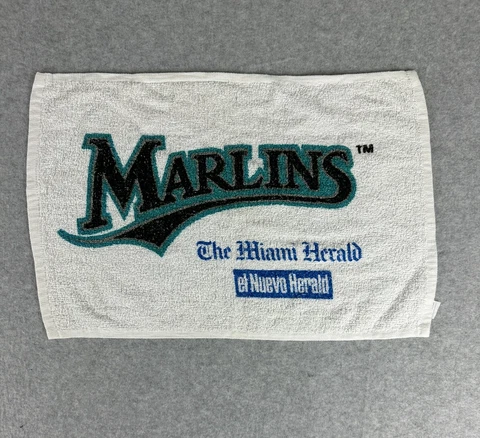 MARLINS™
The Miami Herald
el Nuevo Herald